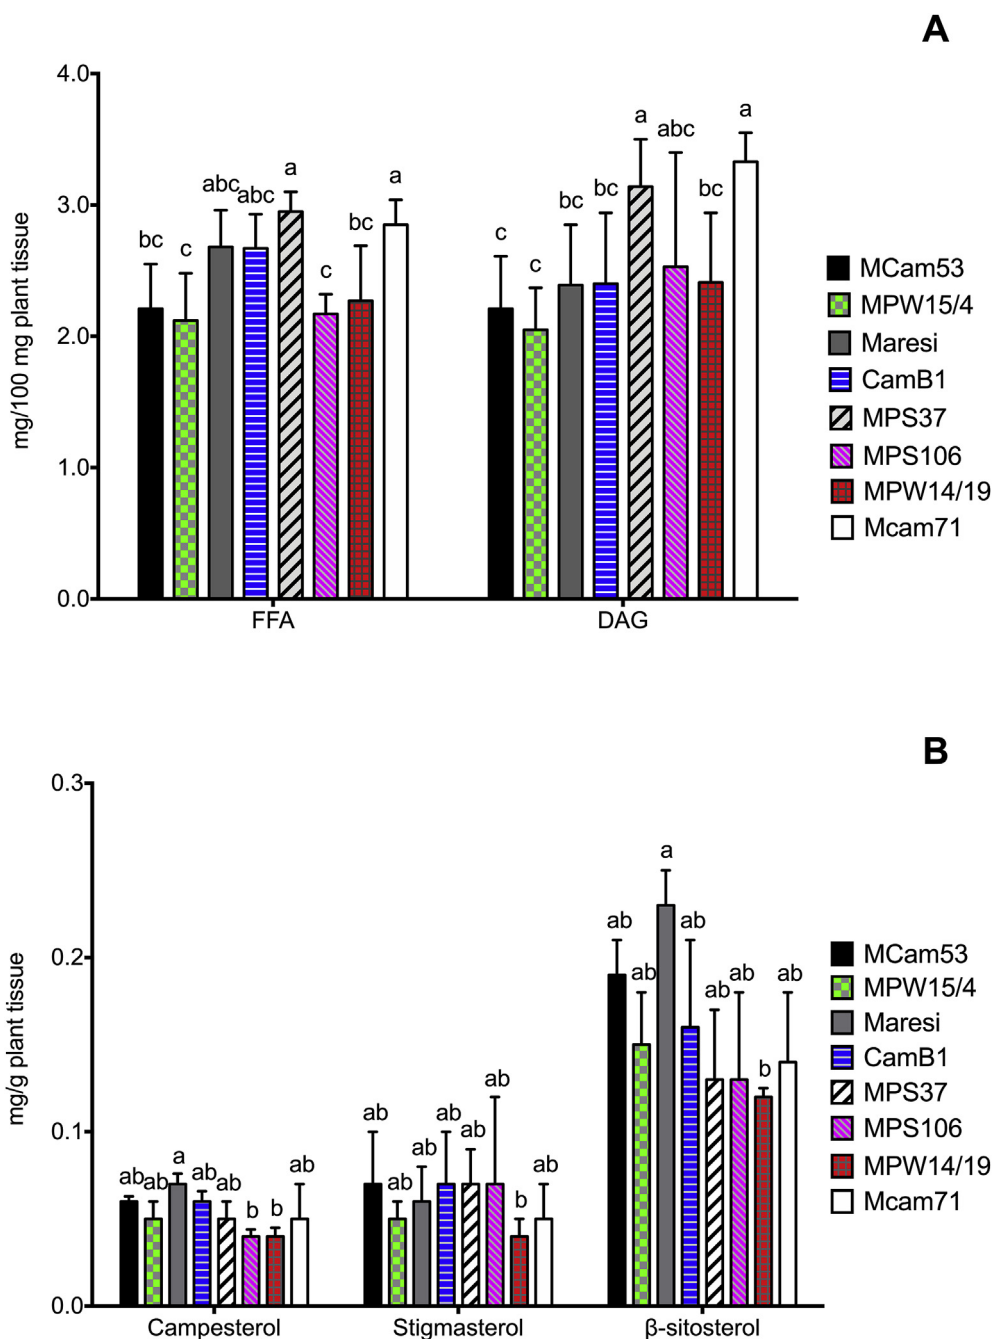 A
4.0
3.0
2.0
1.0
0.0
mg/100 mg plant tissue
bc
c
abc
abc
a
c
bc
a
c
c
bc
bc
a
abc
bc
a
FFA
DAG
MCam53
MPW15/4
Maresi
CamB1
MPS37
MPS106
MPW14/19
Mcam71
B
0.3
0.2
0.1
0.0
mg/g plant tissue
ab
ab
a
ab
ab
b
b
ab
ab
ab
ab
ab
ab
ab
b
ab
ab
ab
a
ab
ab
ab
b
ab
Campesterol
Stigmasterol
β-sitosterol
MCam53
MPW15/4
Maresi
CamB1
MPS37
MPS106
MPW14/19
Mcam71